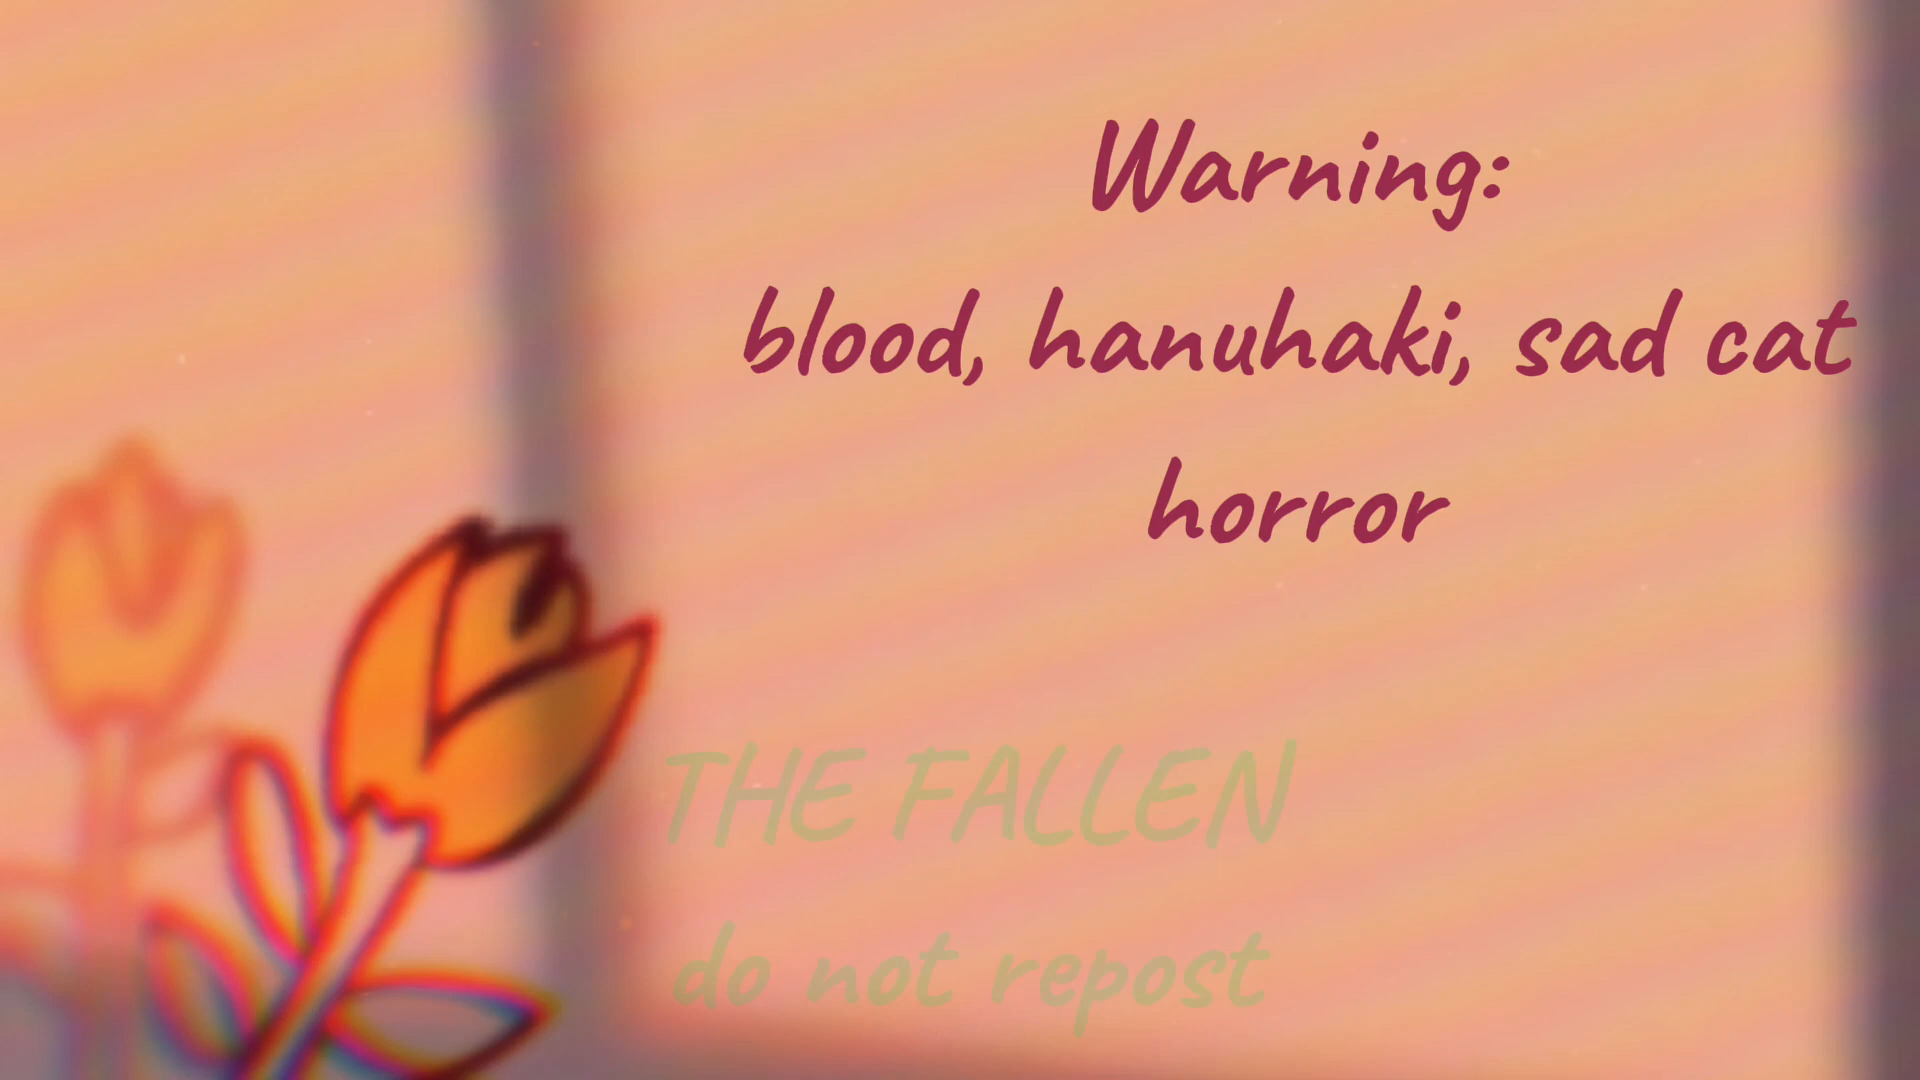 Warning:
blood, hanuhaki, sad cat
horror
THE FALLEN
do not repost